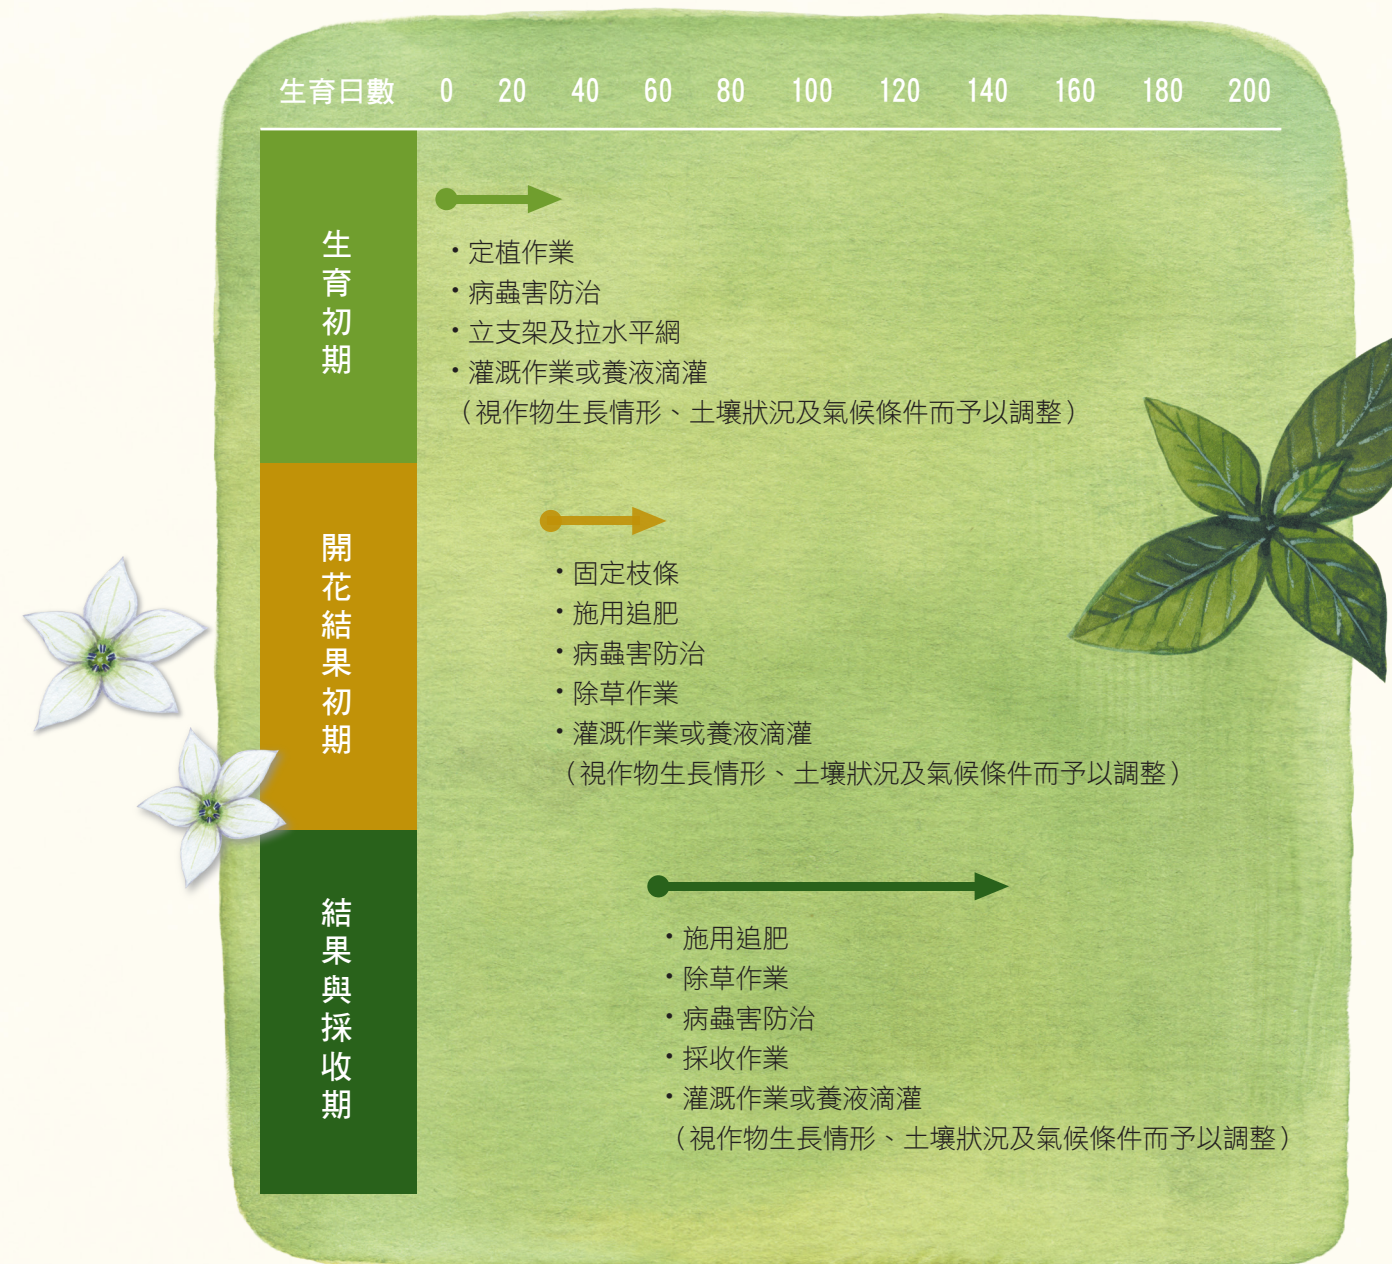 生育日數 0 20 40 60 80 100 120 140 160 180 200
生育初期
・定植作業
・病蟲害防治
・立支架及拉水平網
・灌溉作業或養液滴灌
（視作物生長情形、土壤狀況及氣候條件而予以調整）
開花結果初期
・固定枝條
・施用追肥
・病蟲害防治
・除草作業
・灌溉作業或養液滴灌
（視作物生長情形、土壤狀況及氣候條件而予以調整）
結果與採收期
・施用追肥
・除草作業
・病蟲害防治
・採收作業
・灌溉作業或養液滴灌
（視作物生長情形、土壤狀況及氣候條件而予以調整）